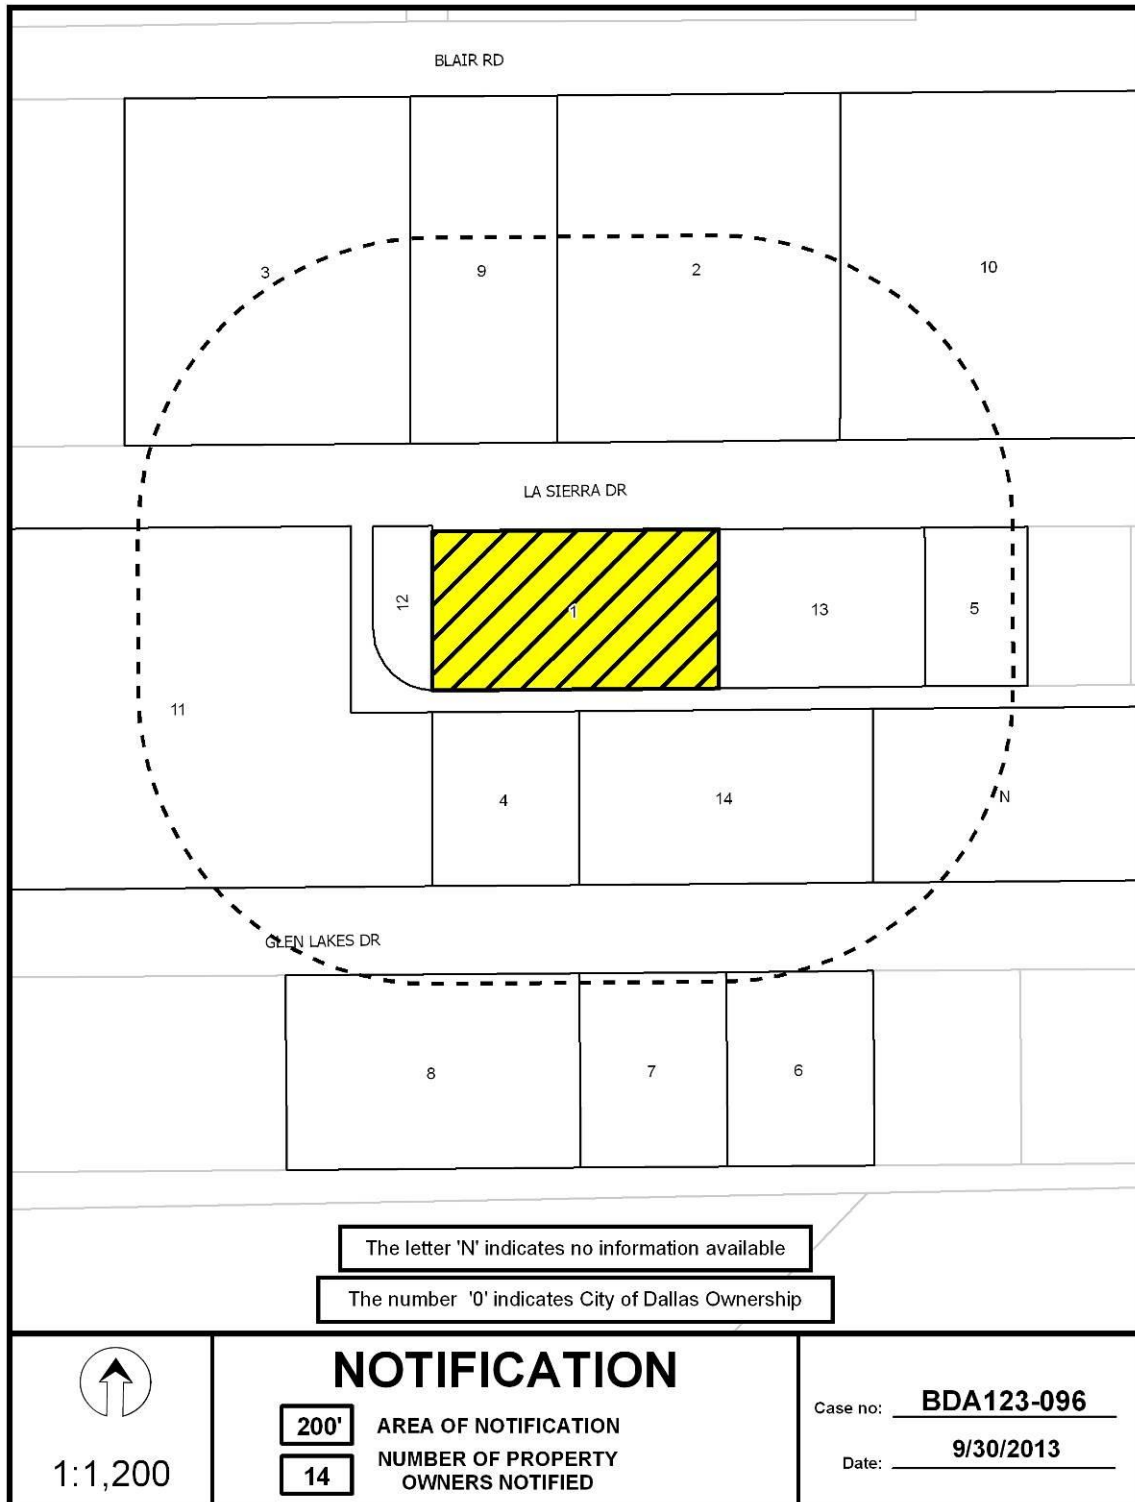 BLAIR RD
3
9
2
10
LA SIERRA DR
12
1
13
5
11
4
14
N
GLEN LAKES DR
8
7
6
The letter 'N' indicates no information available
The number '0' indicates City of Dallas Ownership
1:1,200
NOTIFICATION
200' AREA OF NOTIFICATION
14 NUMBER OF PROPERTY
OWNERS NOTIFIED
Case no: BDA123-096
Date: 9/30/2013